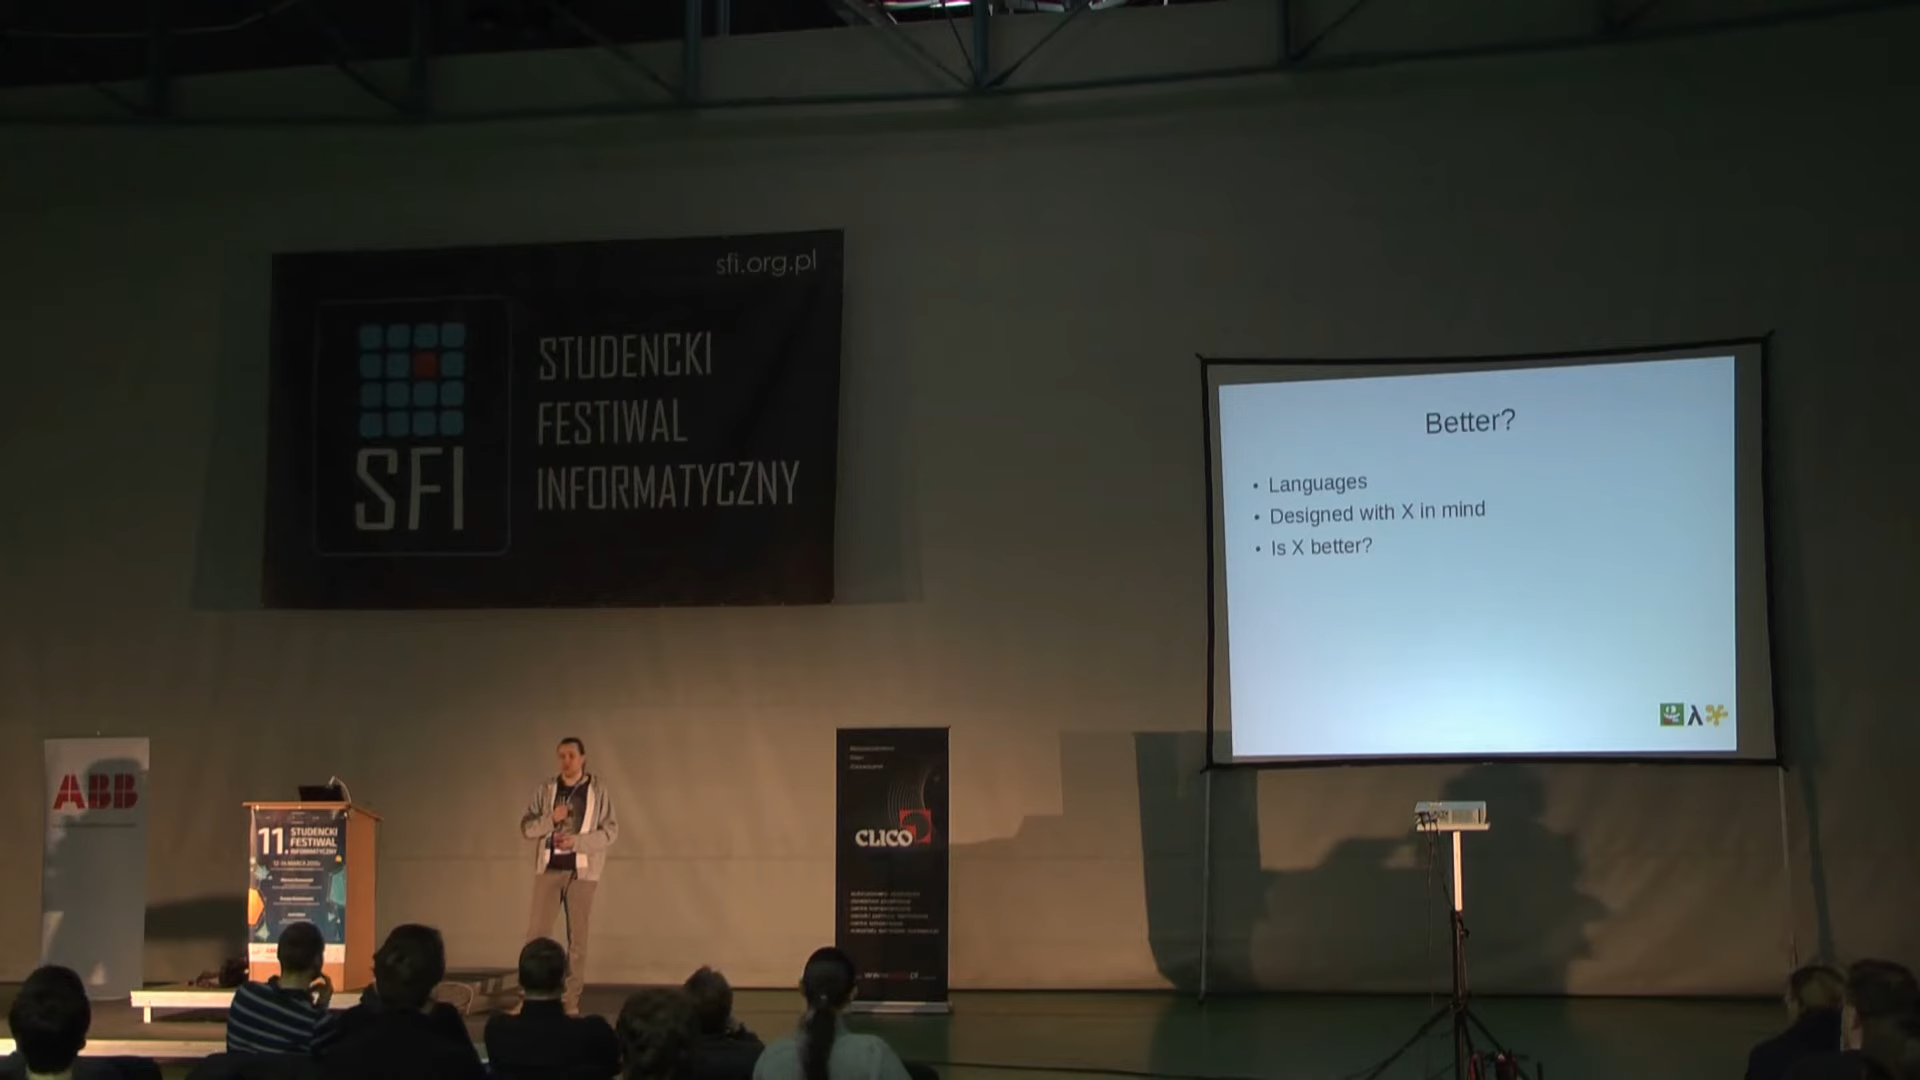 sfi.org.pl
STUDENCKI
FESTIWAL
INFORMATYCZNY
SFI
Better?
• Languages
• Designed with X in mind
• Is X better?
λ
ABB
11.
STUDENCKI
FESTIWAL
INFORMATYCZNY
CLICO